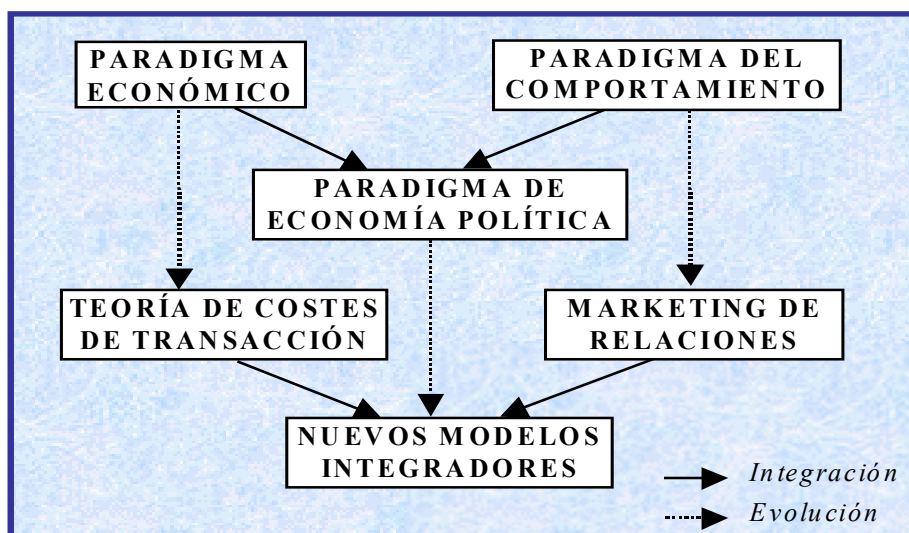 PARADIGMA
ECONÓMICO
PARADIGMA DEL
COMPORTAMIENTO
PARADIGMA DE
ECONOMÍA POLÍTICA
TEORÍA DE COSTES
DE TRANSACCIÓN
MARKETING DE
RELACIONES
NUEVOS MODELOS
INTEGRADORES
Integración
Evolución